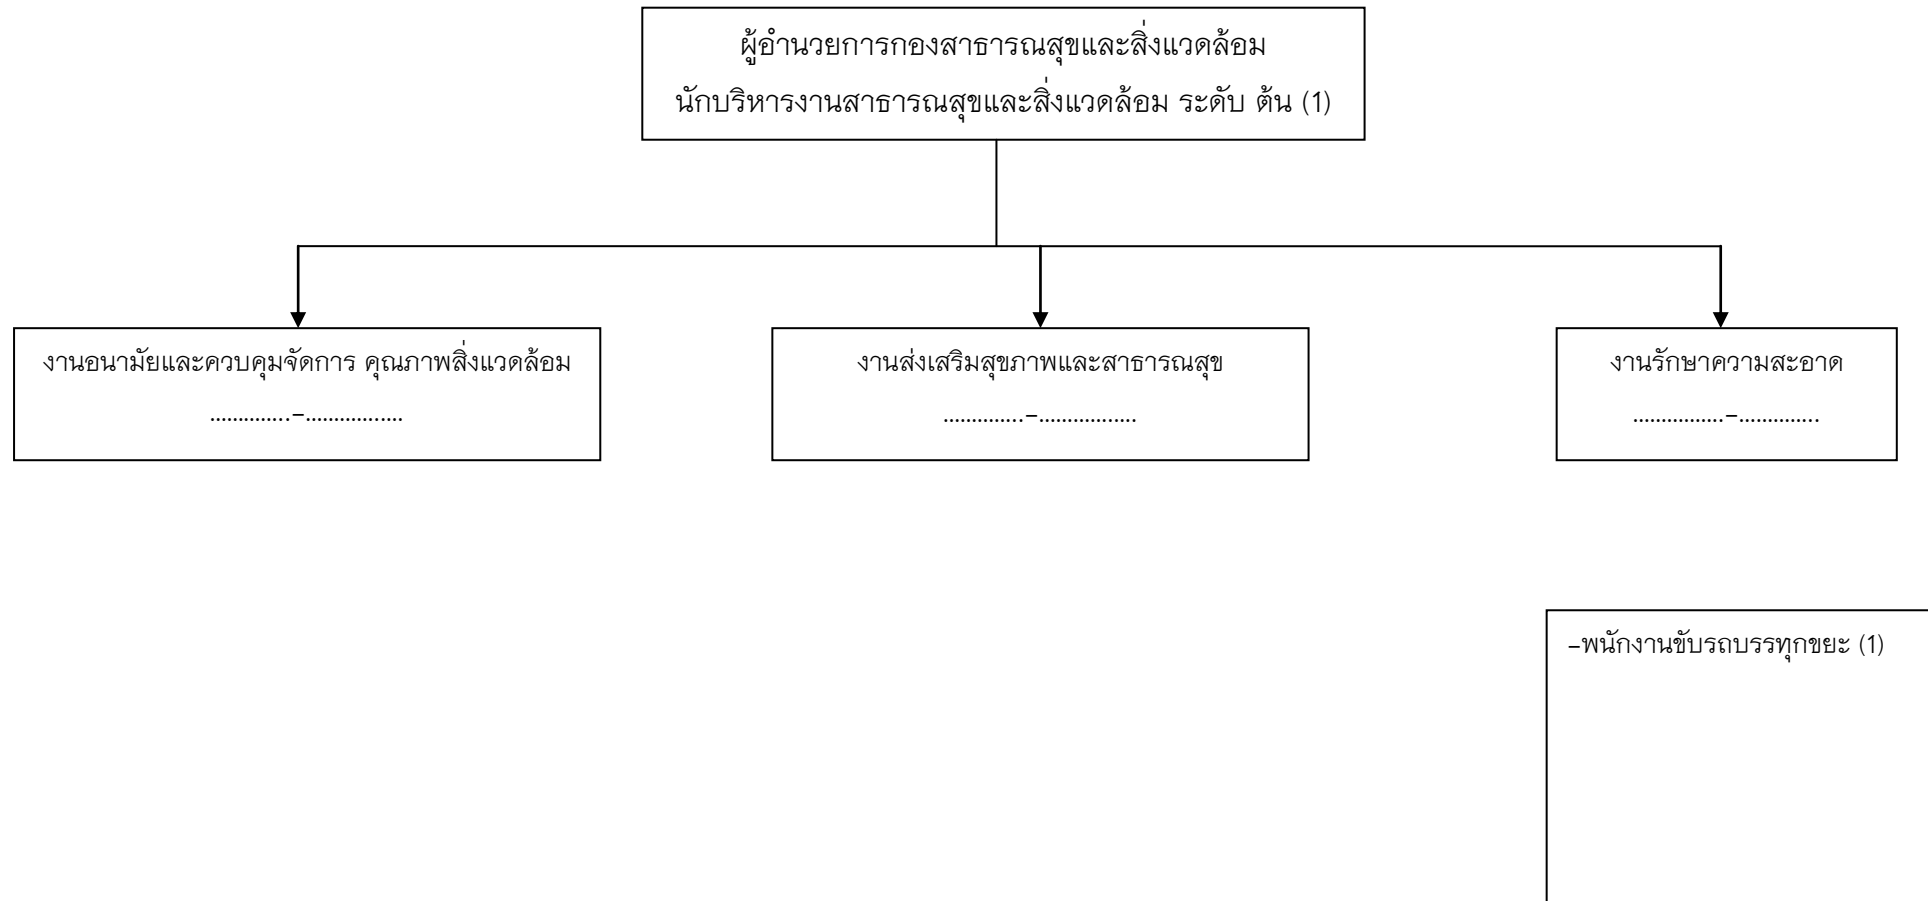 ผู้อำนวยการกองสาธารณสุขและสิ่งแวดล้อม
นักบริหารงานสาธารณสุขและสิ่งแวดล้อม ระดับ ต้น (1)
งานอนามัยและควบคุมจัดการ คุณภาพสิ่งแวดล้อม
..............–.................
งานส่งเสริมสุขภาพและสาธารณสุข
..............–.................
งานรักษาความสะอาด
................–..............
–พนักงานขับรถบรรทุกขยะ (1)